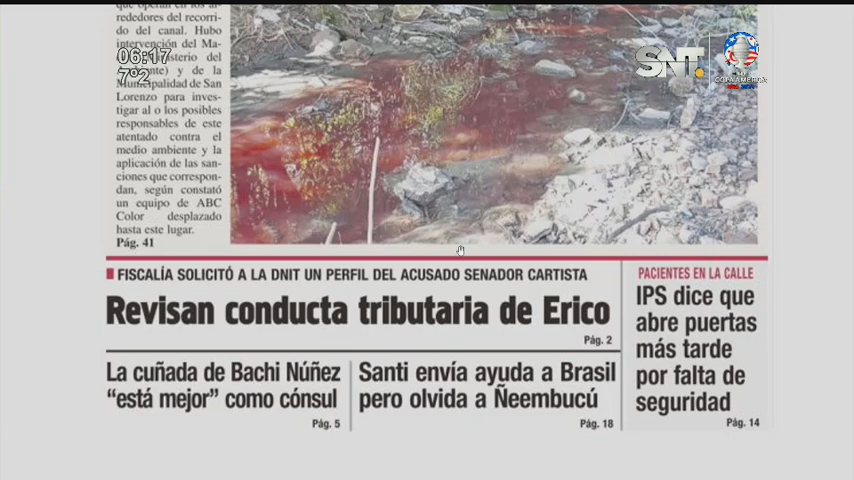 que operan en los al-
rededores del recorri-
do del canal. Hubo
intervención del Ma-
06:17
7º2
y de la
Municipalidad de San
Lorenzo para inves-
tigar al o los posibles
responsables de este
atentado contra el
medio ambiente y la
aplicación de las san-
ciones que correspon-
dan, según constató
un equipo de ABC
Color desplazado
hasta este lugar.
Pág. 41
SNT
COPA AMERICA
FISCALÍA SOLICITÓ A LA DNIT UN PERFIL DEL ACUSADO SENADOR CARTISTA
Revisan conducta tributaria de Erico
Pág. 2
La cuñada de Bachi Núñez
“está mejor” como cónsul
Pág. 5
Santi envía ayuda a Brasil
pero olvida a Ñeembucú
Pág. 18
PACIENTES EN LA CALLE
IPS dice que
abre puertas
más tarde
por falta de
seguridad
Pág. 14